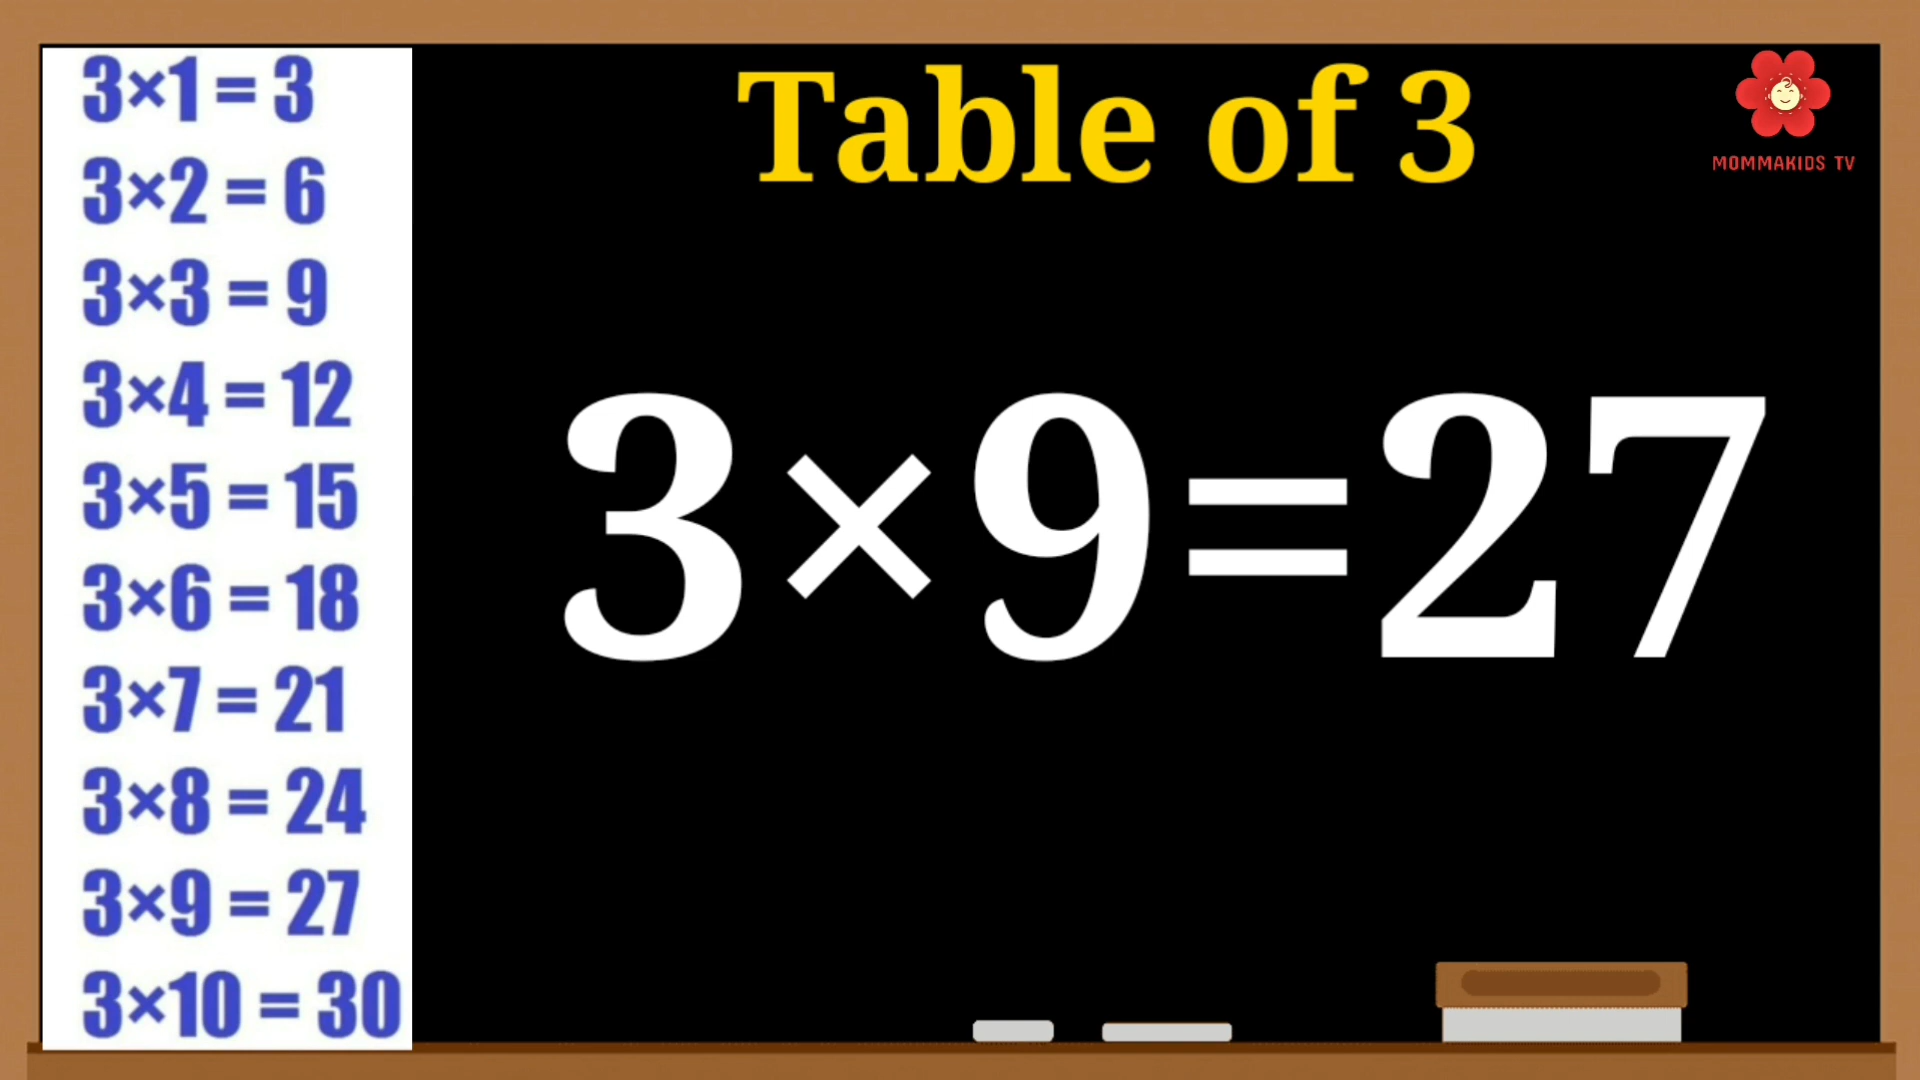 3×1 = 3
3×2 = 6
3×3 = 9
3×4 = 12
3×5 = 15
3×6 = 18
3×7 = 21
3×8 = 24
3×9 = 27
3×10 = 30
Table of 3
MOMMAKIDS TV
3×9=27